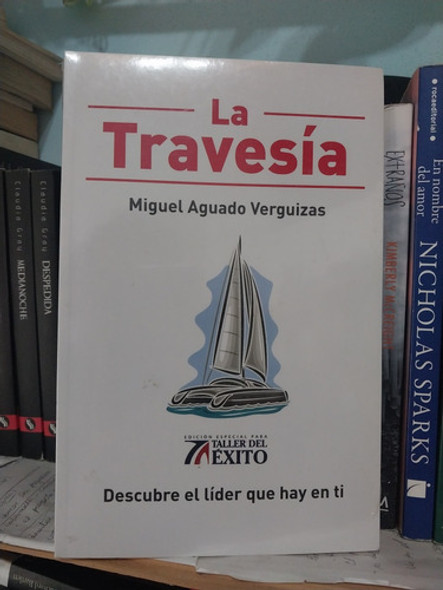 La
Travesía
Miguel Aguado Verguizas
EDICIÓN ESPECIAL PARA
TALLER DEL
ÉXITO
Descubre el líder que hay en ti
Claudia Gray
MEDIANOCHE
Claudia Gray
DESPEDIDA
EXTRAÑOS
rocaeditorial
En nombre
del amor
NICHOLAS SPARKS